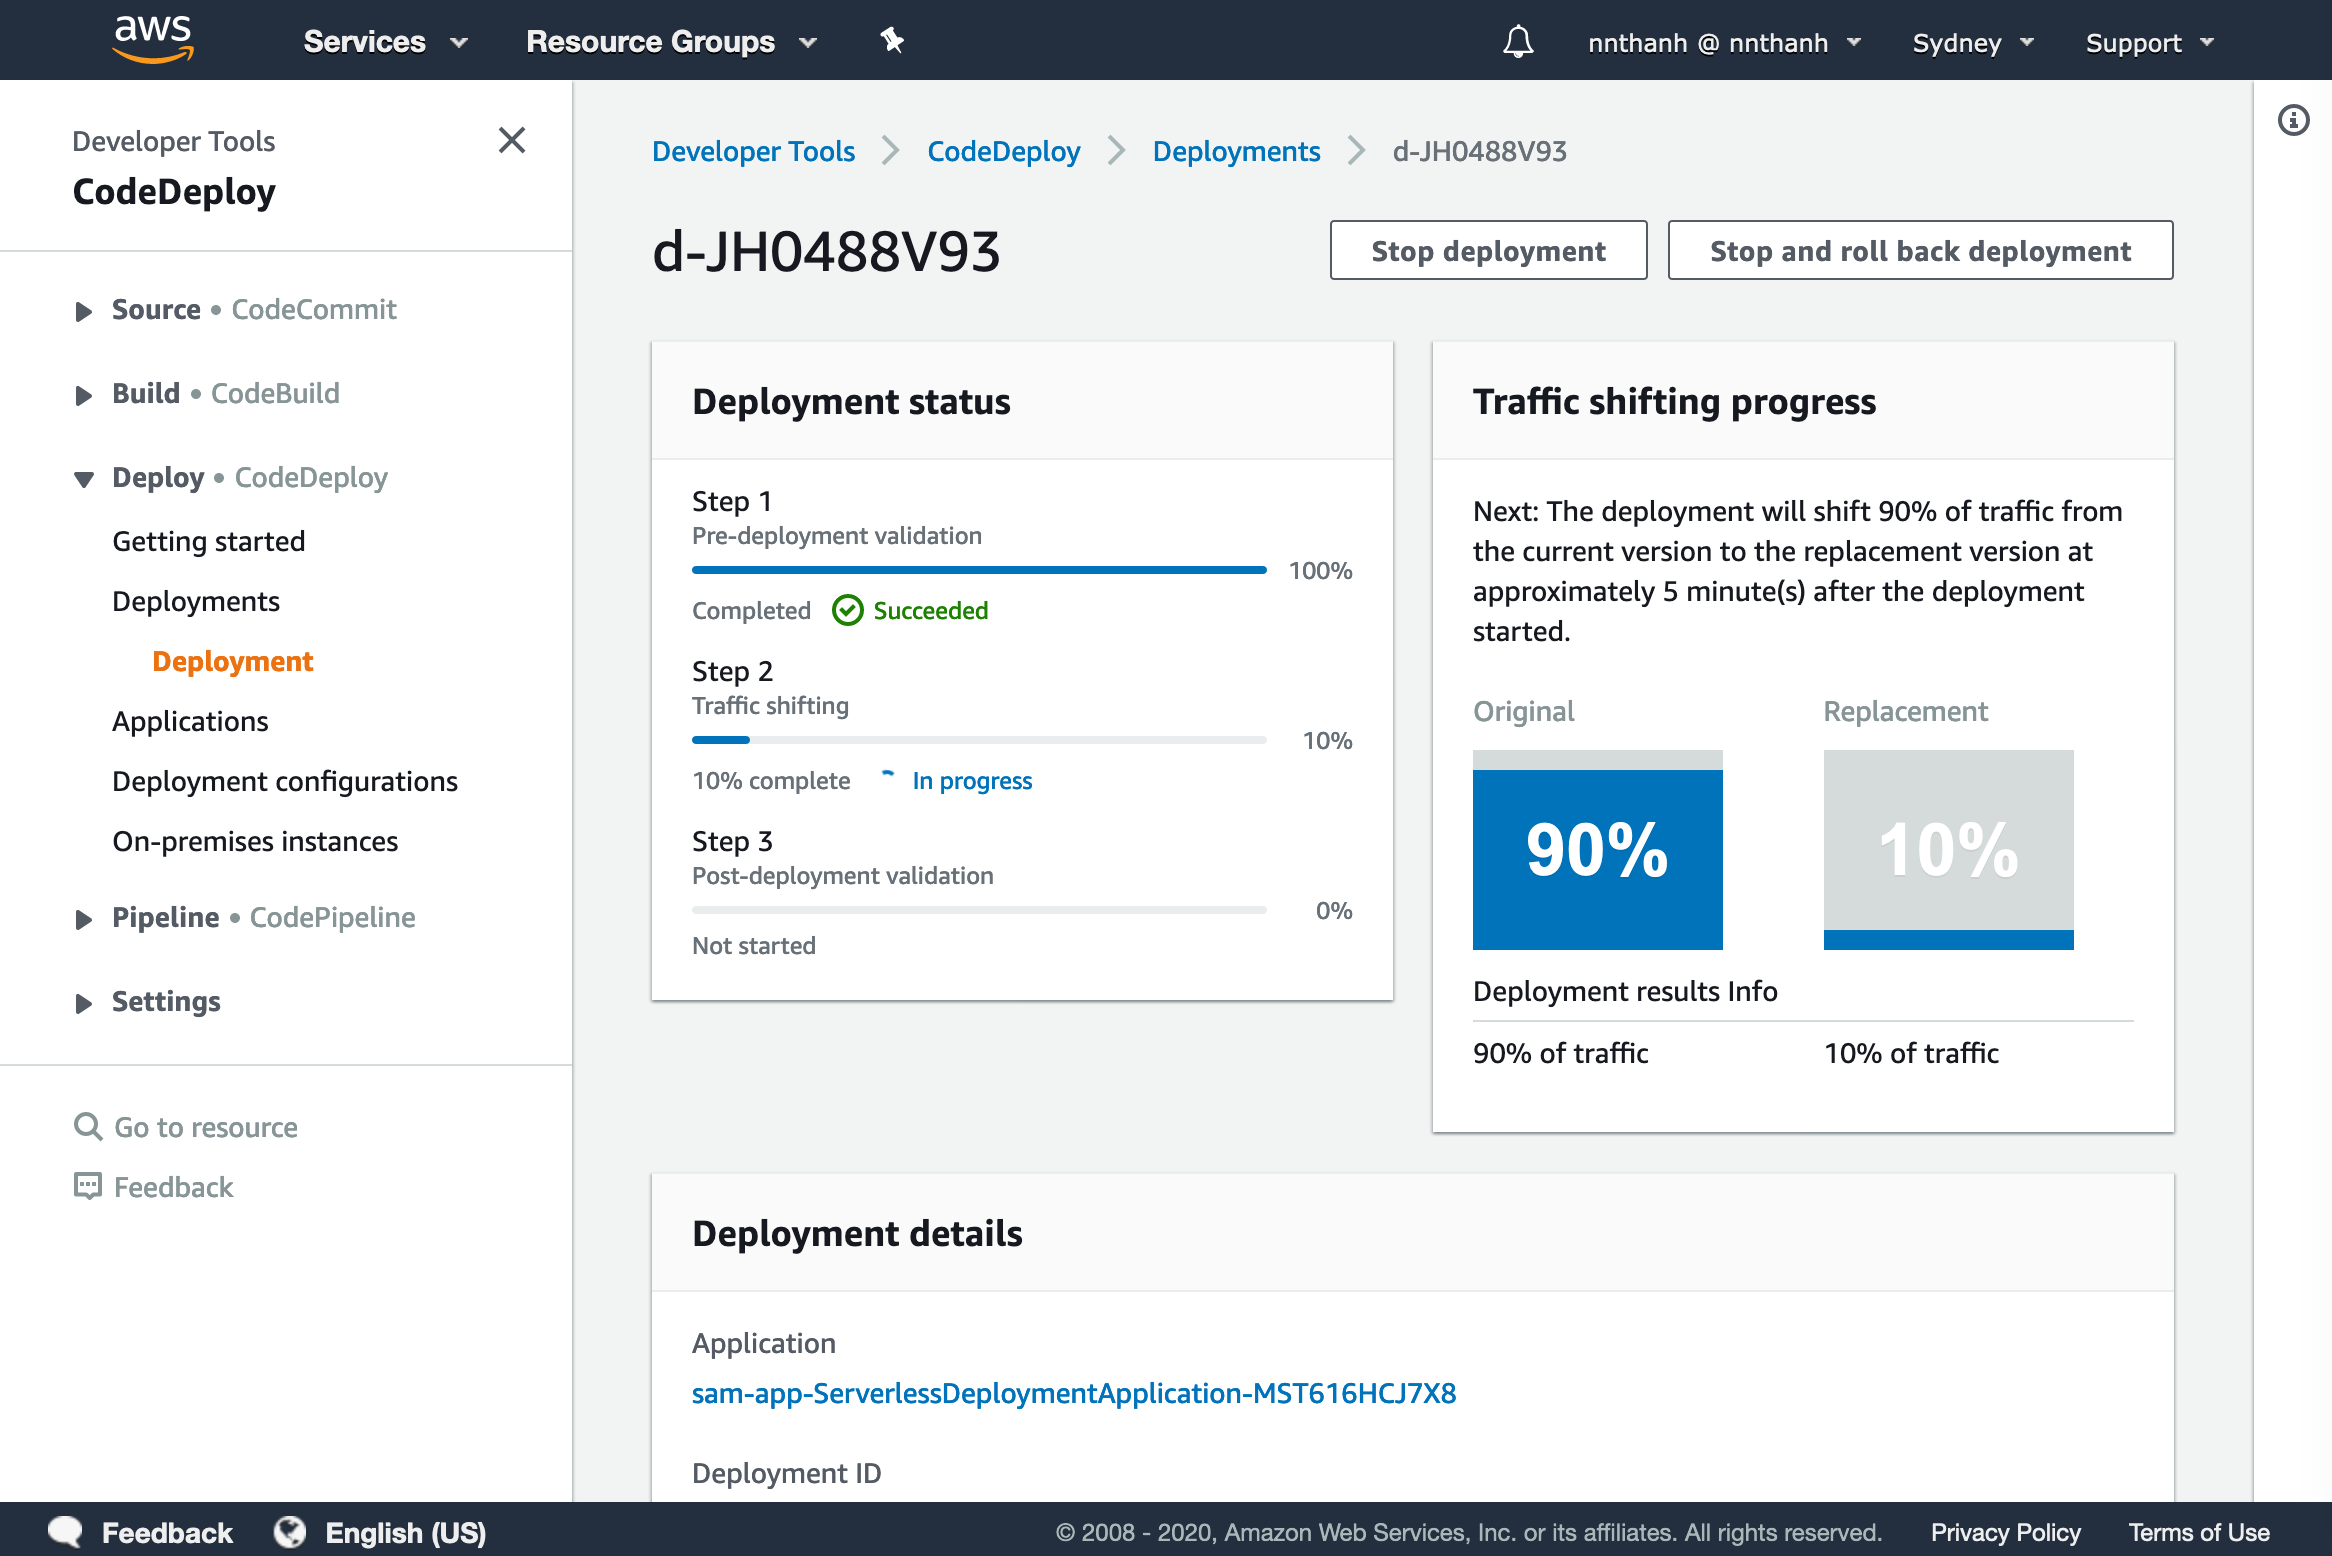 aws
Services
Resource Groups
nnthanh @ nnthanh
Sydney
Support
Developer Tools
CodeDeploy
Source • CodeCommit
Build • CodeBuild
Deploy • CodeDeploy
Getting started
Deployments
Deployment
Applications
Deployment configurations
On-premises instances
Pipeline • CodePipeline
Settings
Go to resource
Feedback
Developer Tools
CodeDeploy
Deployments
d-JH0488V93
d-JH0488V93
Stop deployment
Stop and roll back deployment
Deployment status
Step 1
Pre-deployment validation
100%
Completed
Succeeded
Step 2
Traffic shifting
10%
10% complete
In progress
Step 3
Post-deployment validation
0%
Not started
Traffic shifting progress
Next: The deployment will shift 90% of traffic from
the current version to the replacement version at
approximately 5 minute(s) after the deployment
started.
Original
Replacement
90%
10%
Deployment results Info
90% of traffic
10% of traffic
Deployment details
Application
sam-app-ServerlessDeploymentApplication-MST616HCJ7X8
Deployment ID
Feedback
English (US)
© 2008 - 2020, Amazon Web Services, Inc. or its affiliates. All rights reserved.
Privacy Policy
Terms of Use